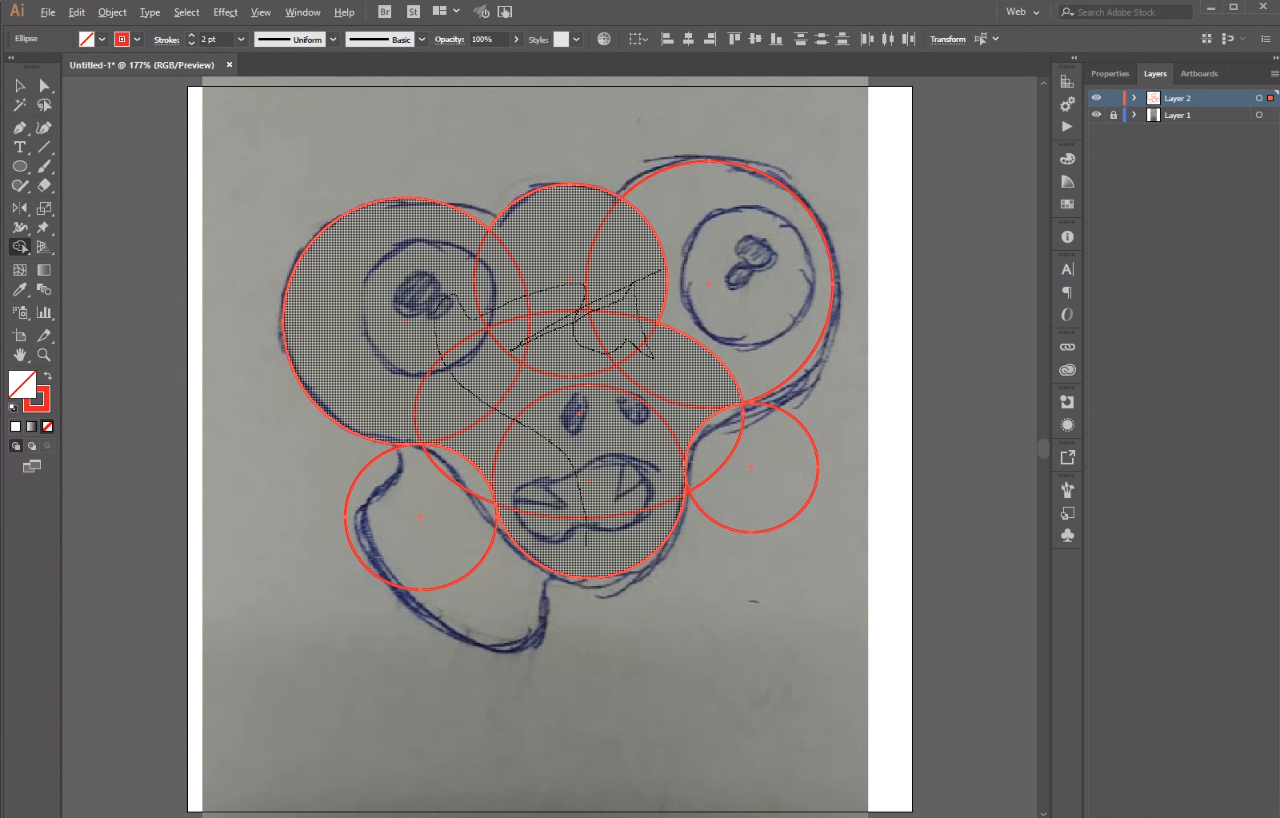 Ai File Edit Object Type Select Effect View Window Help Br St Web Search Adobe Stock
Ellipse Stroke: 2 pt Uniform Basic Opacity: 100% Style: Transform
Untitled-1* @ 177% (RGB/Preview) ×
Properties Layers Artboards
Layer 2
Layer 1